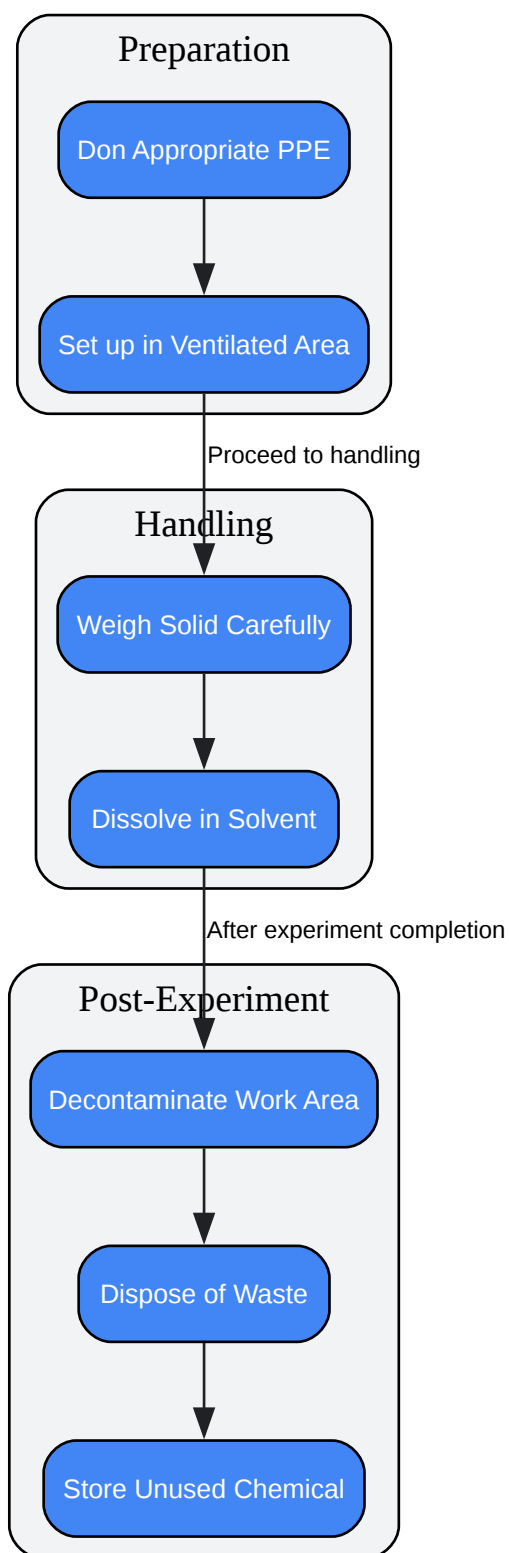 Preparation
Don Appropriate PPE
Set up in Ventilated Area
Proceed to handling
Handling
Weigh Solid Carefully
Dissolve in Solvent
After experiment completion
Post-Experiment
Decontaminate Work Area
Dispose of Waste
Store Unused Chemical